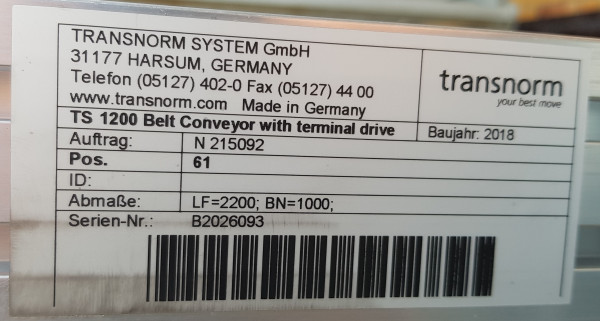 TRANSNORM SYSTEM GmbH
31177 HARSUM, GERMANY
Telefon (05127) 402-0 Fax (05127) 44 00
www.transnorm.com Made in Germany
transnorm
your best move
TS 1200 Belt Conveyor with terminal drive
Baujahr: 2018
Auftrag: N 215092
Pos. 61
ID:
Abmaße: LF=2200; BN=1000;
Serien-Nr.: B2026093